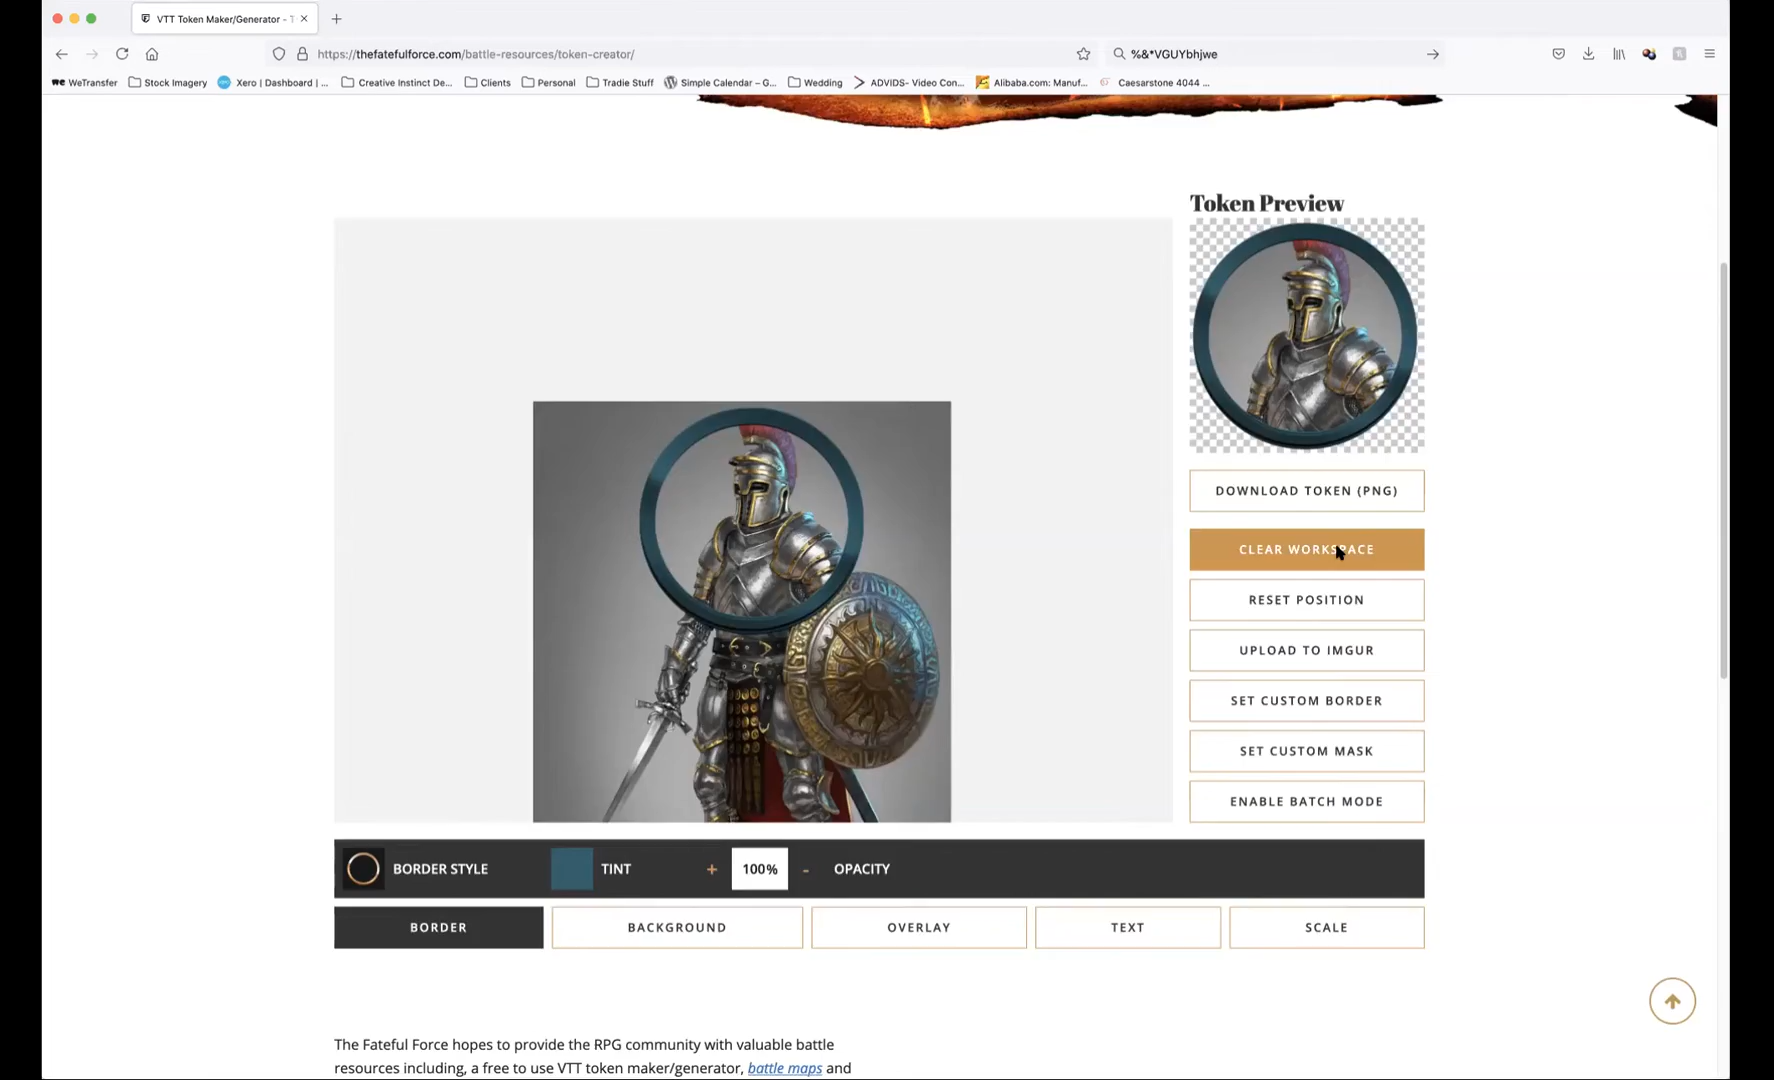 VTT Token Maker/Generator - T
https://thefatefulforce.com/battle-resources/token-creator/
%&*VGUYbhjwe
WeTransfer
Stock Imagery
Xero | Dashboard | ...
Creative Instinct De...
Clients
Personal
Tradie Stuff
Simple Calendar – G...
Wedding
ADVIDS- Video Con...
Alibaba.com: Manuf...
Caesarstone 4044 ...
Token Preview
DOWNLOAD TOKEN (PNG)
CLEAR WORKSPACE
RESET POSITION
UPLOAD TO IMGUR
SET CUSTOM BORDER
SET CUSTOM MASK
ENABLE BATCH MODE
BORDER STYLE
TINT
+ 100% - OPACITY
BORDER
BACKGROUND
OVERLAY
TEXT
SCALE
The Fateful Force hopes to provide the RPG community with valuable battle
resources including, a free to use VTT token maker/generator, battle maps and